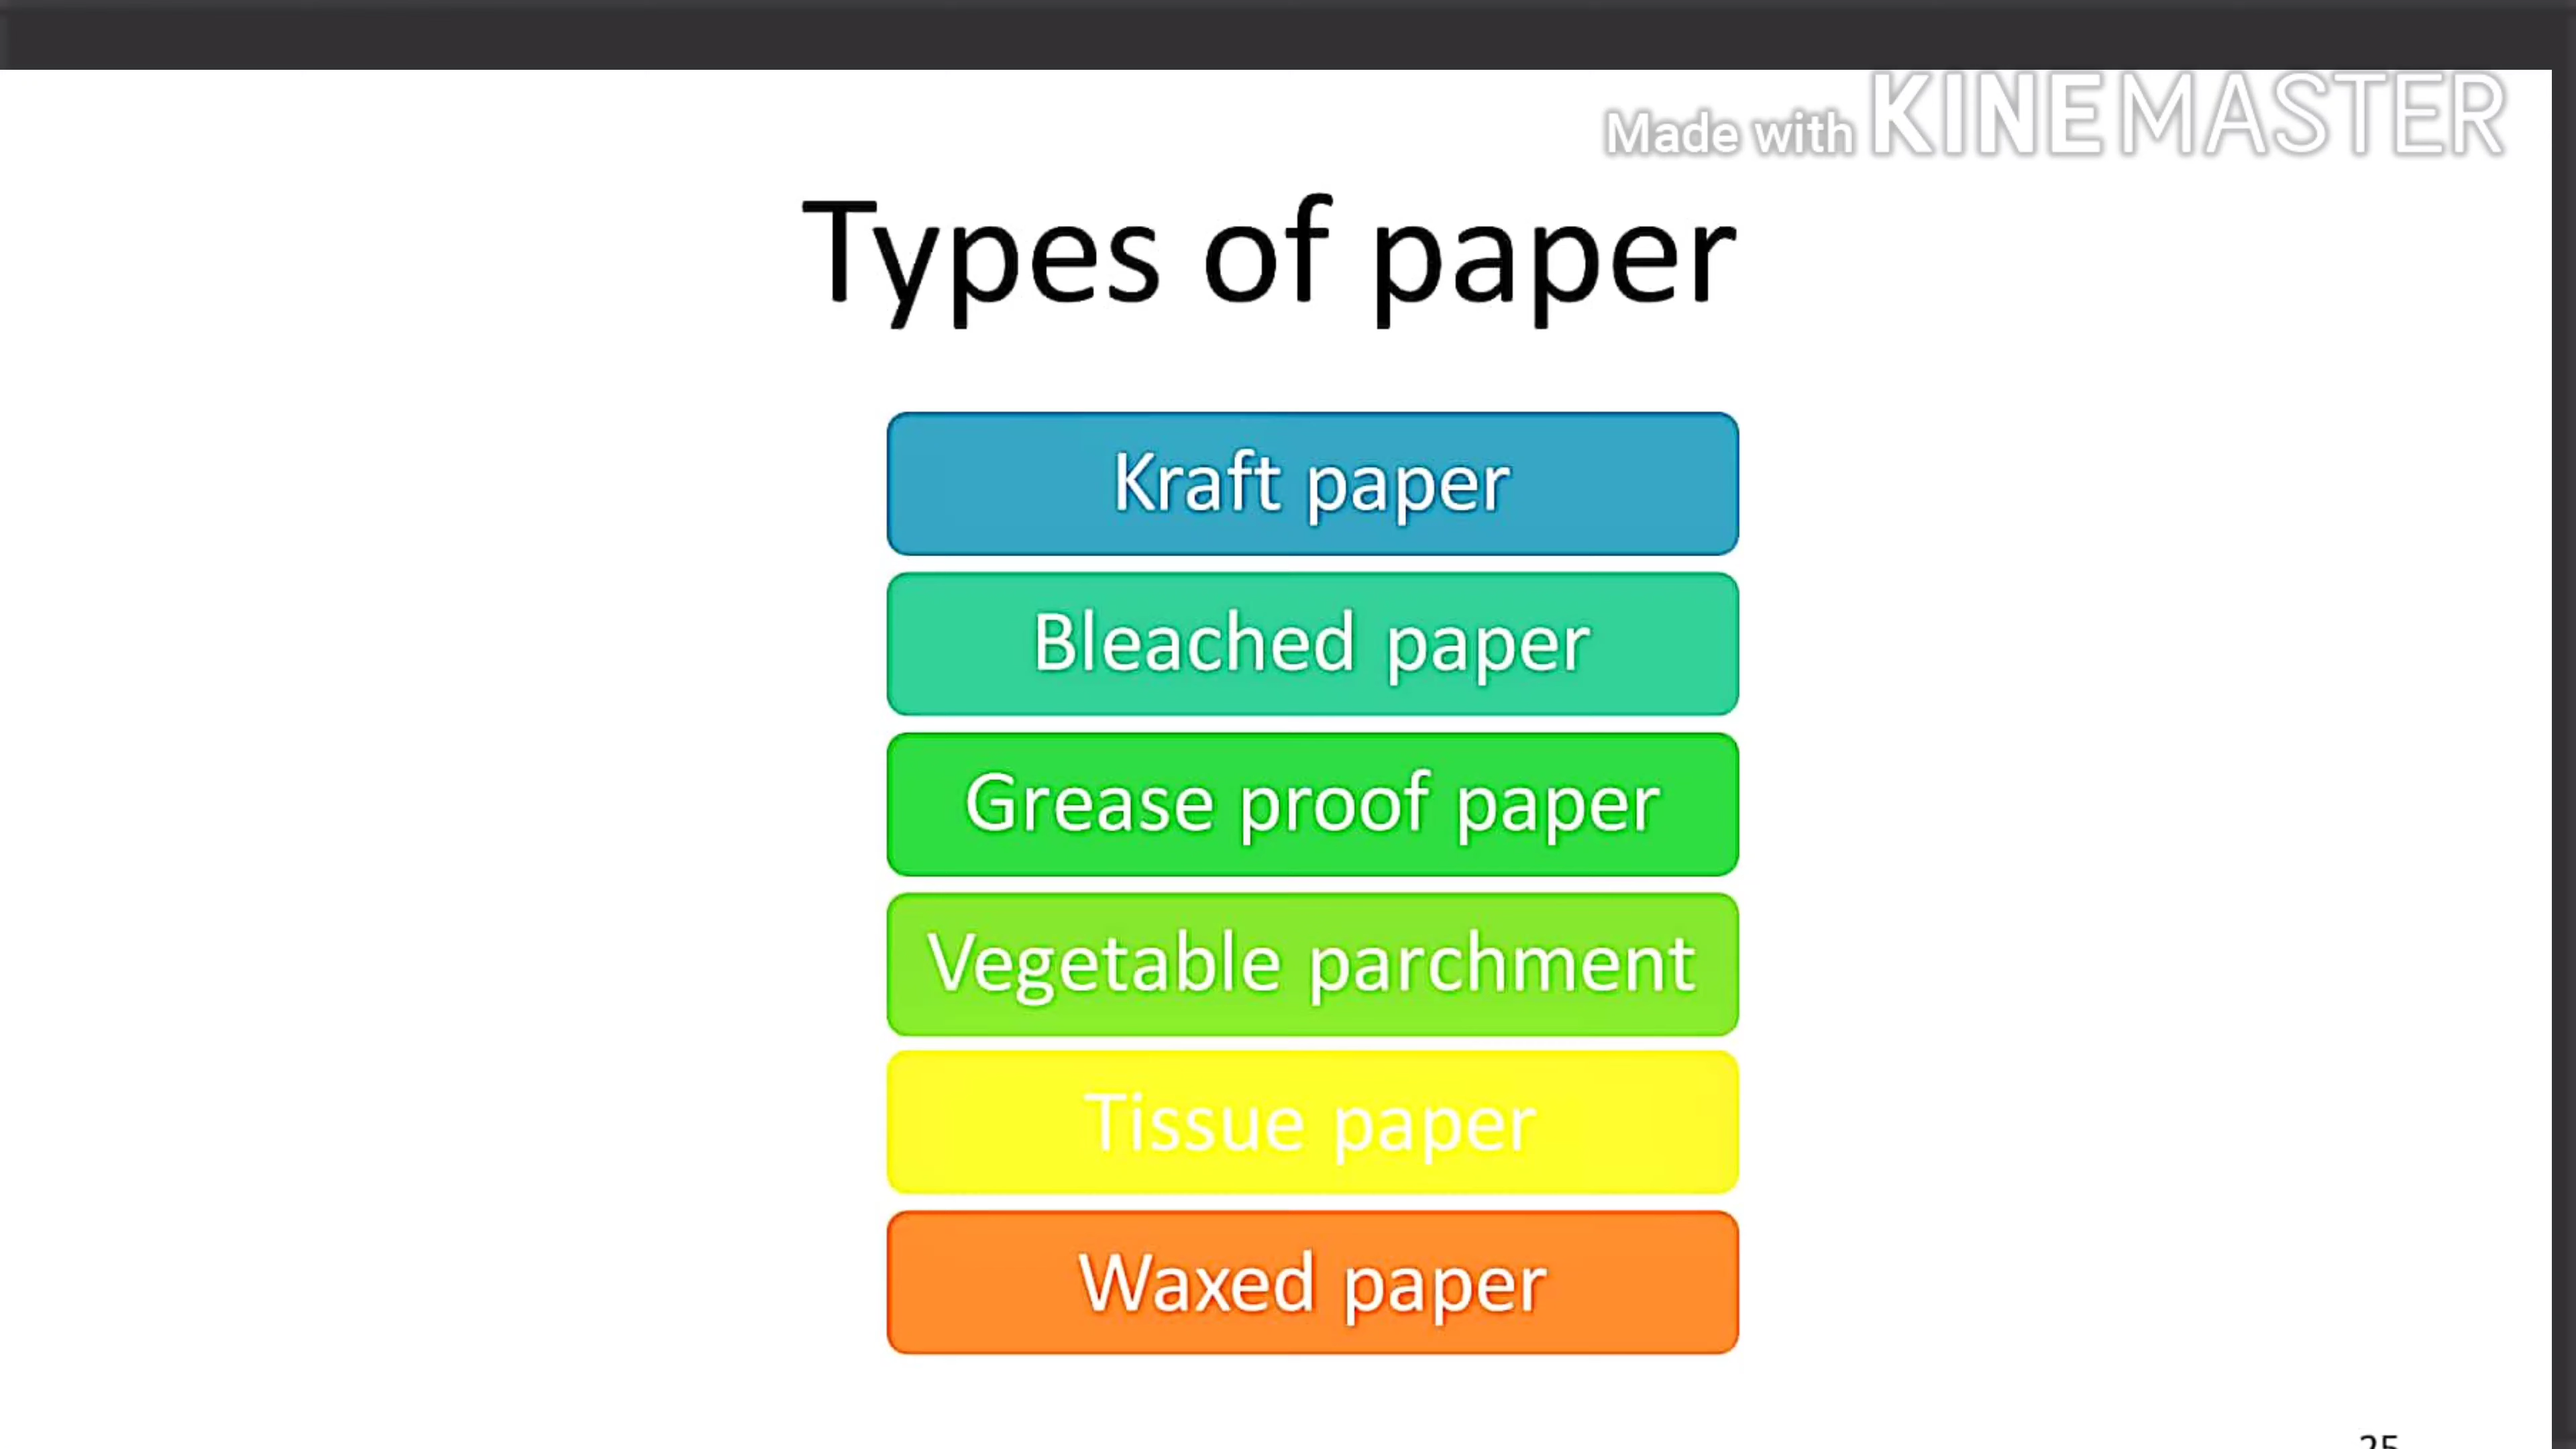 Made with KINEMASTER
Types of paper
Kraft paper
Bleached paper
Grease proof paper
Vegetable parchment
Tissue paper
Waxed paper
25